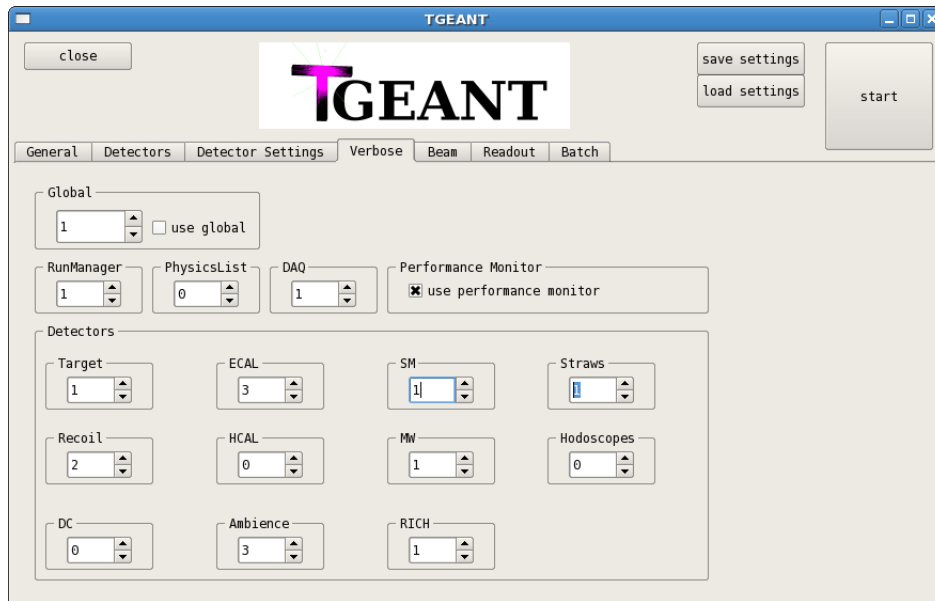 TGEANT
close
TGEANT
save settings
load settings
start
General Detectors Detector Settings Verbose Beam Readout Batch
Global
1 use global
RunManager PhysicsList DAQ Performance Monitor
1 0 1 use performance monitor
Detectors
Target ECAL SM Straws
1 3 1 1
Recoil HCAL MW Hodoscopes
2 0 1 0
DC Ambience RICH
0 3 1